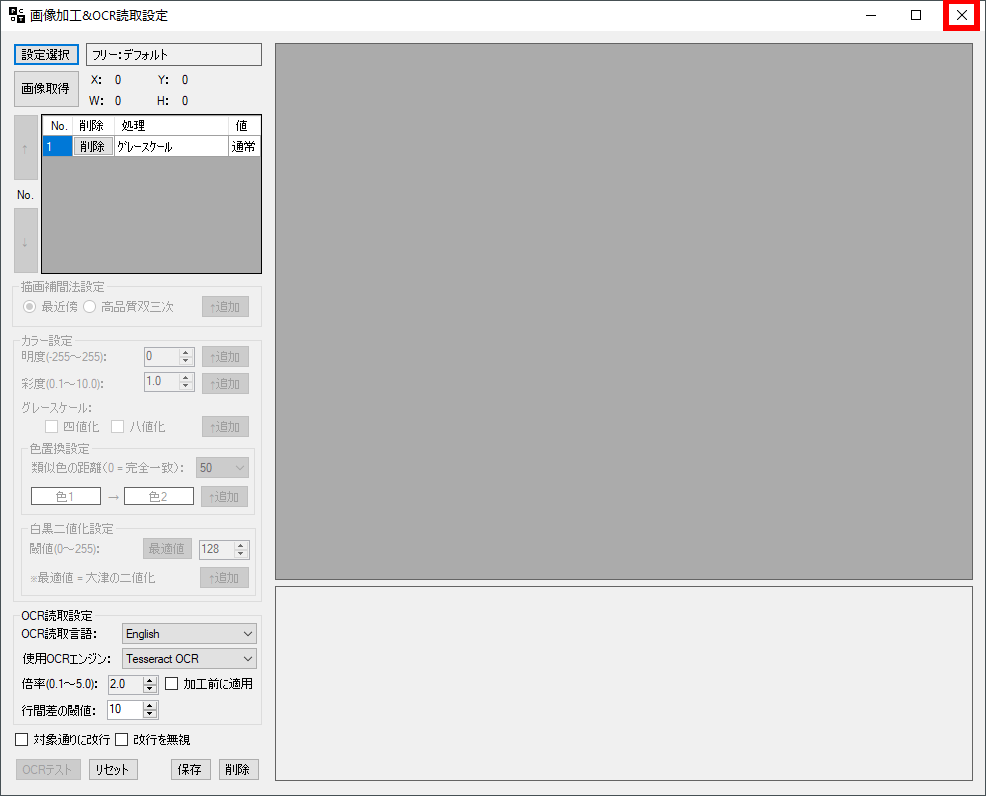 画像加工&OCR読取設定
設定選択 フリー:デフォルト
画像取得 X: 0 Y: 0
W: 0 H: 0
No. 削除 処理 値
1 削除 グレースケール 通常
↑
No.
↓
描画補間法設定
最近傍 高品質双三次 ↑追加
カラー設定
明度(-255～255): 0 ↑追加
彩度(0.1～10.0): 1.0 ↑追加
グレースケール:
四値化 八値化 ↑追加
色置換設定
類似色の距離(0 = 完全一致): 50
色1 → 色2 ↑追加
白黒二値化設定
閾値(0～255): 最適値 128
※最適値 = 大津の二値化 ↑追加
OCR読取設定
OCR読取言語: English
使用OCRエンジン: Tesseract OCR
倍率(0.1～5.0): 2.0 加工前に適用
行間差の閾値: 10
対象通りに改行 改行を無視
OCRテスト リセット 保存 削除